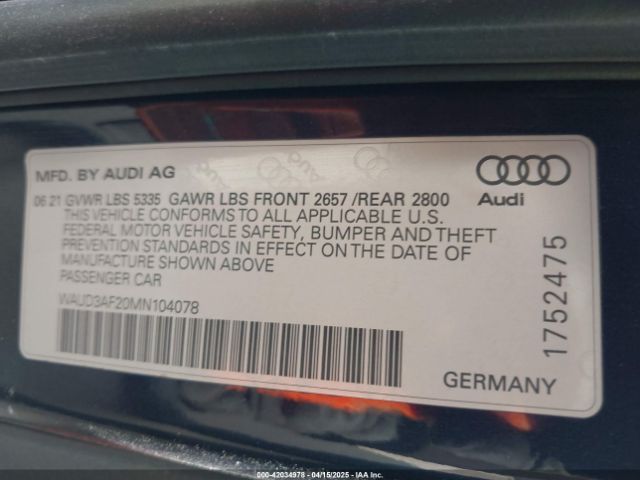 MFD. BY AUDI AG
06 21 GVWR LBS 5335 GAWR LBS FRONT 2657 /REAR 2800
THIS VEHICLE CONFORMS TO ALL APPLICABLE U.S.
FEDERAL MOTOR VEHICLE SAFETY, BUMPER AND THEFT
PREVENTION STANDARDS IN EFFECT ON THE DATE OF
MANUFACTURE SHOWN ABOVE
PASSENGER CAR
WAUD3AF20MN104078
Audi
1752475
GERMANY
000-42034978 - 04/15/2025 - IAAI, Inc.